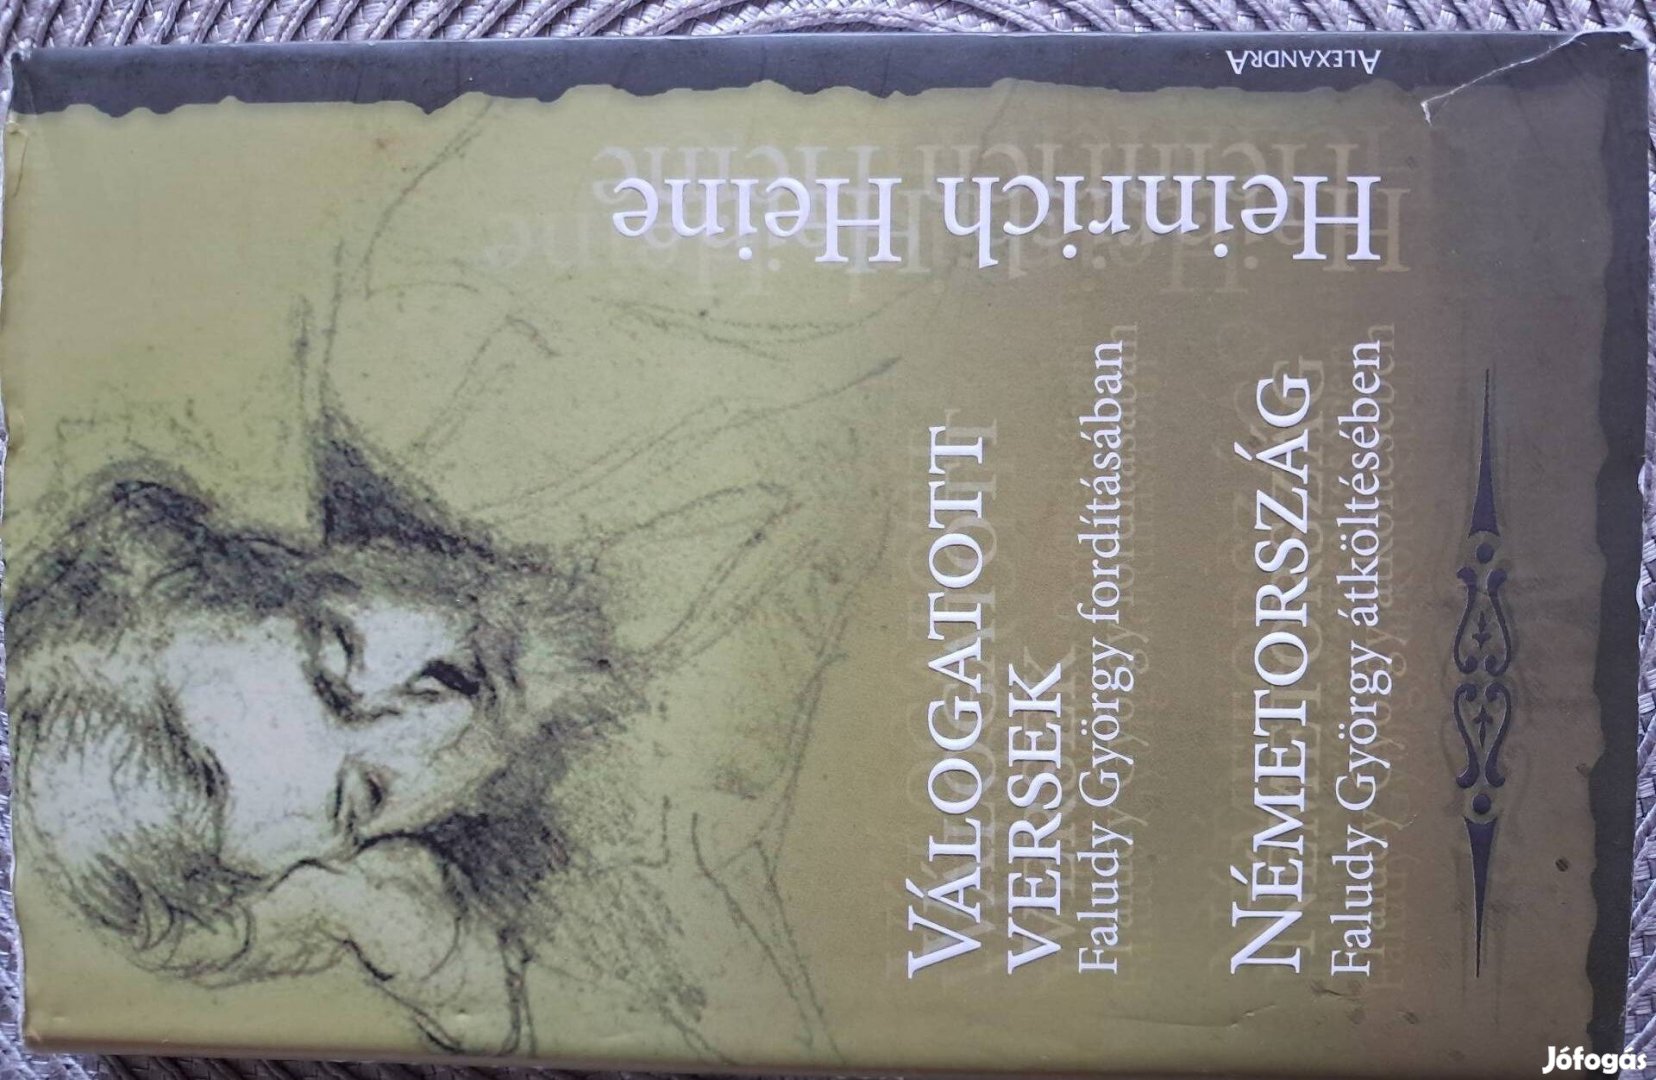 Heinrich Heine
VÁLOGATOTT
VERSEK
Faludy György fordításában
NÉMETORSZÁG
Faludy György átköltésében
ALEXANDRA
Jófogás